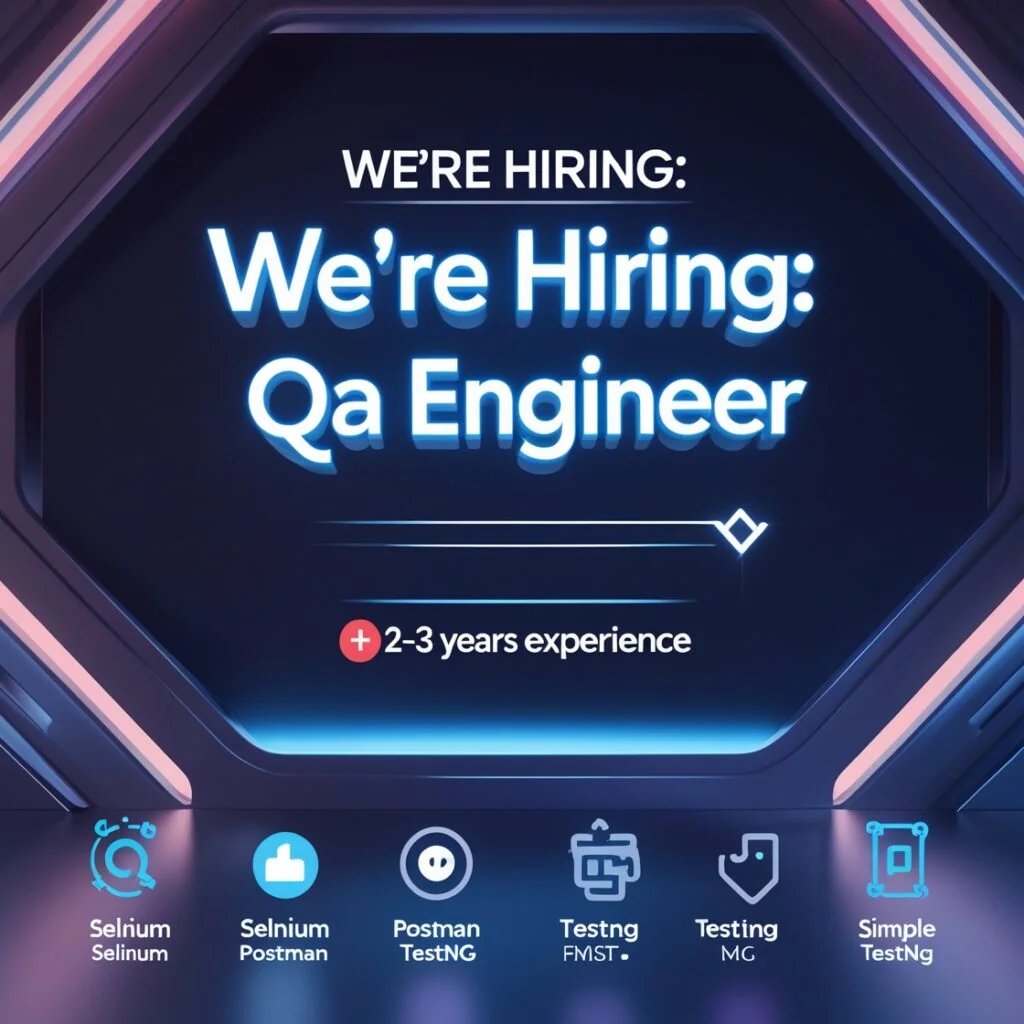 WE'RE HIRING:
We're Hiring:
Qa Engineer
+ 2-3 years experience
Selnium Selnium Postman Testng Testing Simple
Selinum Postman TestNG FMST. MG TestNg